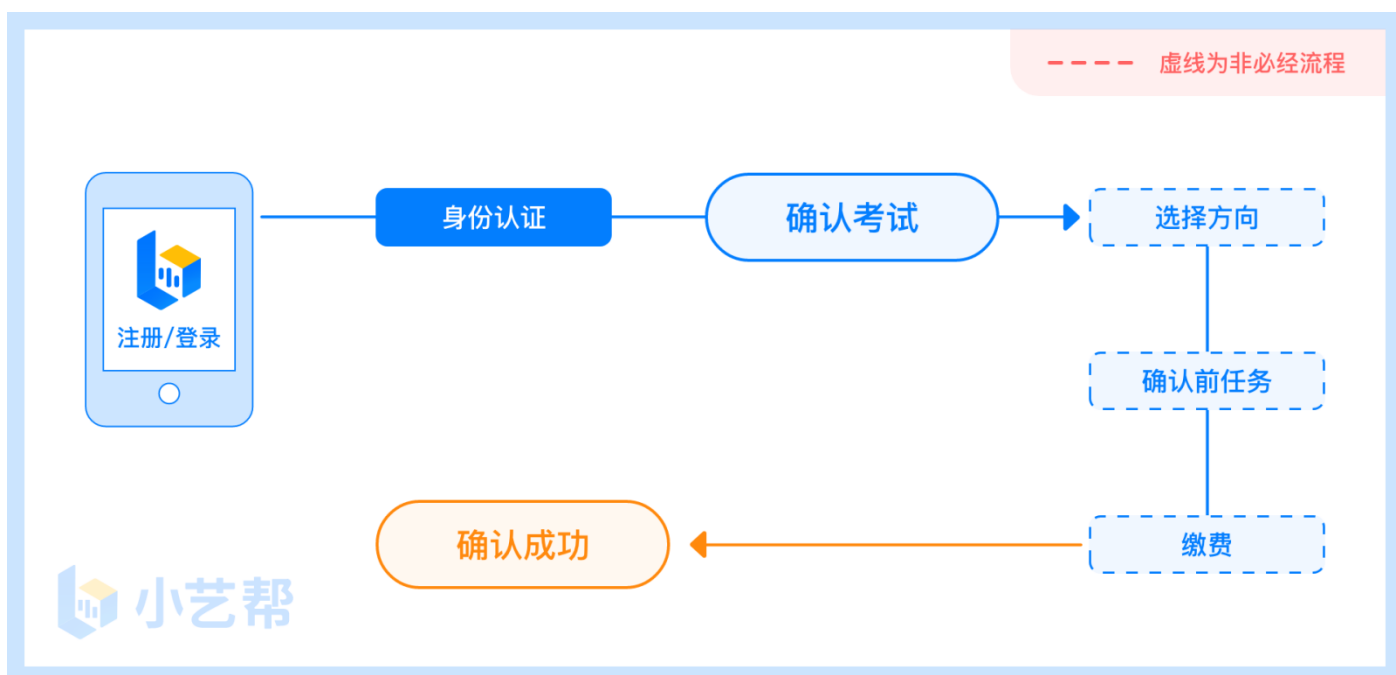 虚线为非必经流程
注册/登录
身份认证
确认考试
选择方向
确认前任务
缴费
确认成功
小艺帮